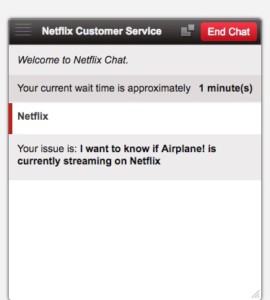 Netflix Customer Service
End Chat
Welcome to Netflix Chat.
Your current wait time is approximately 1 minute(s)
Netflix
Your issue is: I want to know if Airplane! is
currently streaming on Netflix